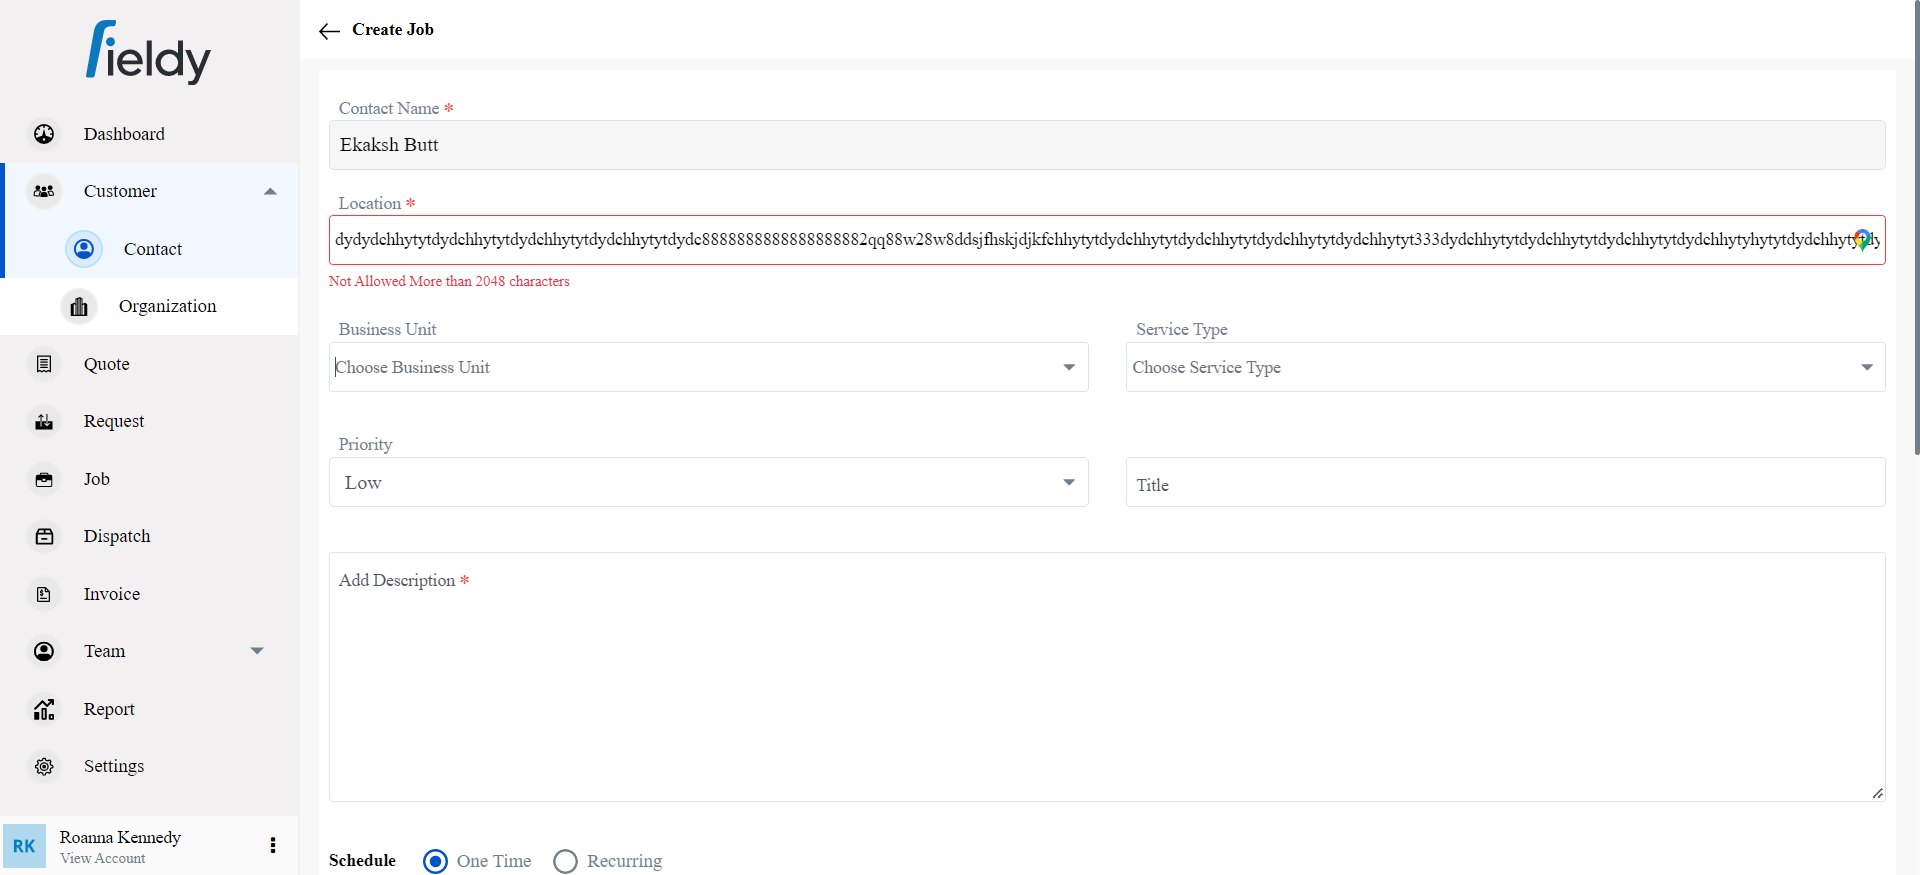 fieldy
Create Job
Dashboard
Customer
Contact
Organization
Quote
Request
Job
Dispatch
Invoice
Team
Report
Settings
RK
Roanna Kennedy
View Account
Contact Name *
Ekaksh Butt
Location *
Not Allowed More than 2048 characters
Business Unit
Choose Business Unit
Service Type
Choose Service Type
Priority
Low
Title
Add Description *
Schedule
One Time
Recurring